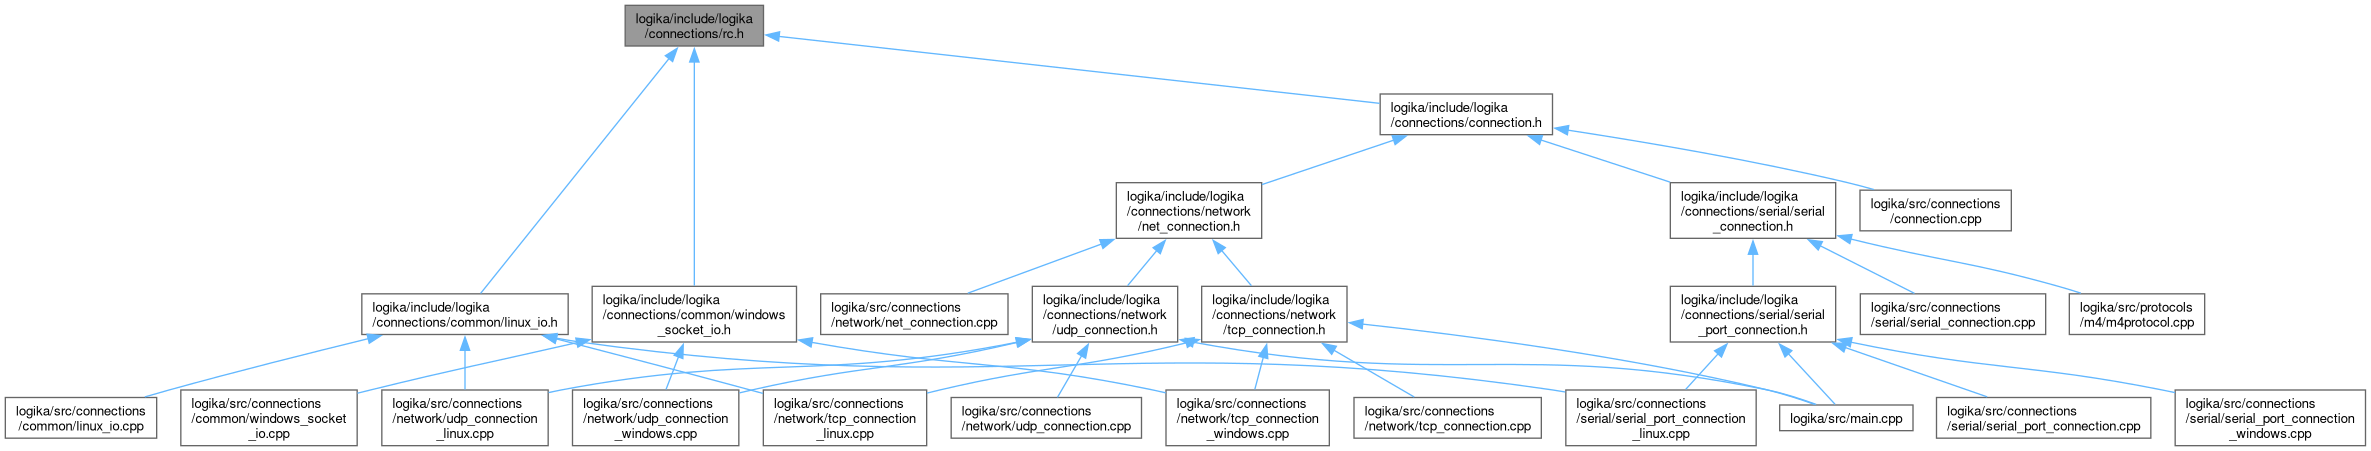 logika/include/logika
/connections/rc.h
logika/include/logika
/connections/connection.h
logika/include/logika
/connections/network
/net_connection.h
logika/include/logika
/connections/serial/serial
_connection.h
logika/src/connections
/connection.cpp
logika/include/logika
/connections/common/linux_io.h
logika/include/logika
/connections/common/windows
_socket_io.h
logika/src/connections
/network/net_connection.cpp
logika/include/logika
/connections/network
/udp_connection.h
logika/include/logika
/connections/network
/tcp_connection.h
logika/include/logika
/connections/serial/serial
_port_connection.h
logika/src/connections
/serial/serial_connection.cpp
logika/src/protocols
/m4/m4protocol.cpp
logika/src/connections
/common/linux_io.cpp
logika/src/connections
/common/windows_socket
_io.cpp
logika/src/connections
/network/udp_connection
_linux.cpp
logika/src/connections
/network/udp_connection
_windows.cpp
logika/src/connections
/network/tcp_connection
_linux.cpp
logika/src/connections
/network/udp_connection.cpp
logika/src/connections
/network/tcp_connection
_windows.cpp
logika/src/connections
/network/tcp_connection.cpp
logika/src/connections
/serial/serial_port_connection
_linux.cpp
logika/src/main.cpp
logika/src/connections
/serial/serial_port_connection.cpp
logika/src/connections
/serial/serial_port_connection
_windows.cpp